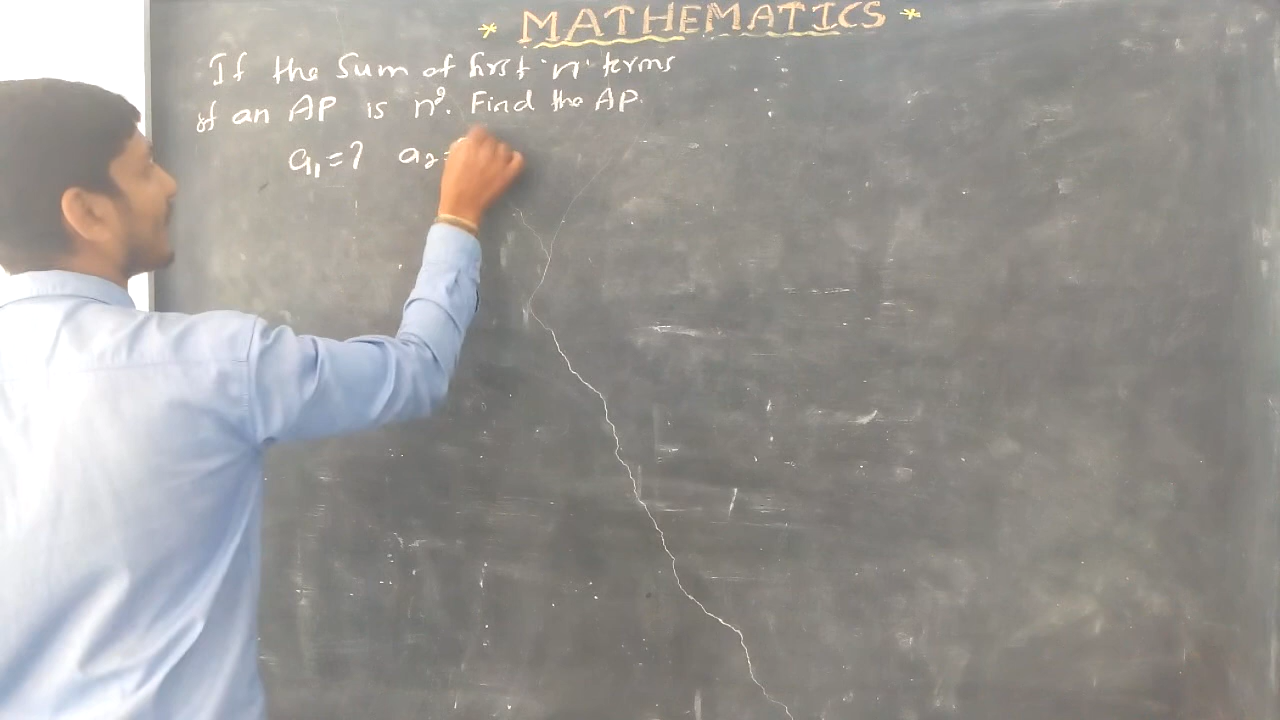 * MATHEMATICS *
If the Sum of first 'n' terms
of an AP is n². Find the AP.
a₁=? a₂=